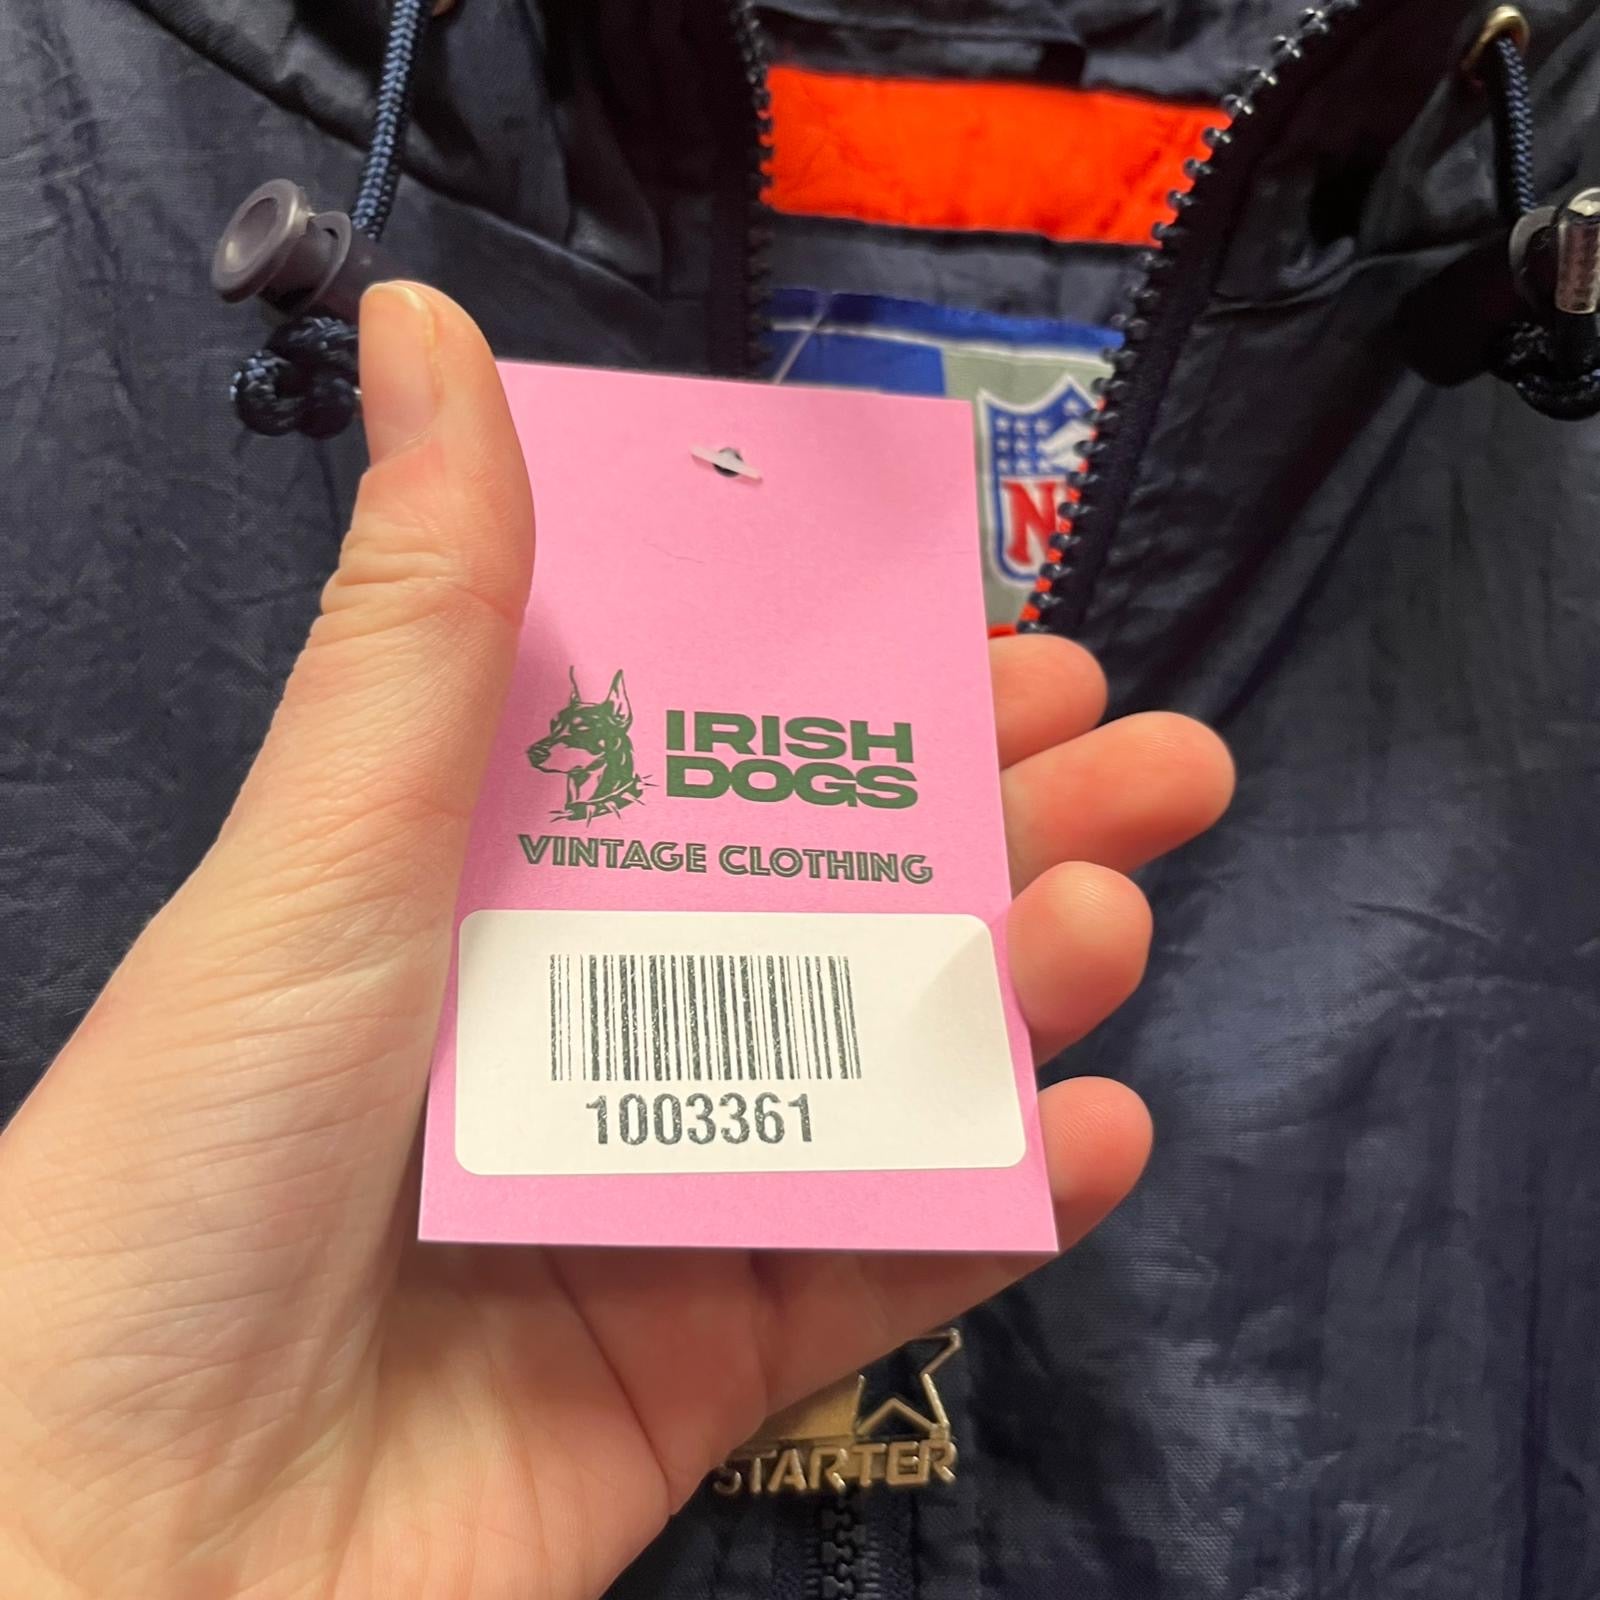 IRISH
DOGS
VINTAGE CLOTHING
1003361
STARTER